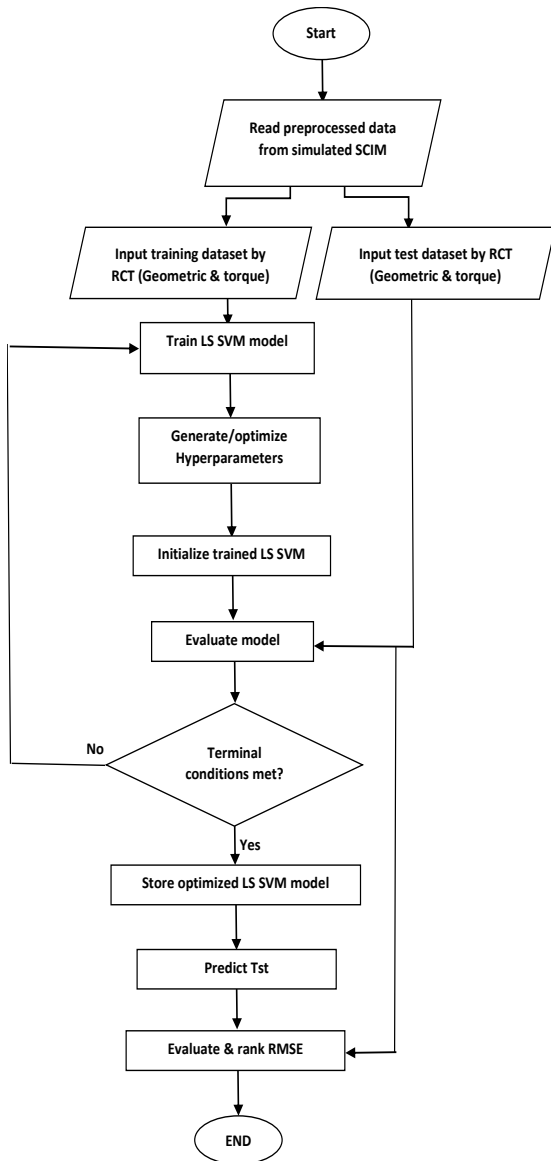 Start
Read preprocessed data
from simulated SCIM
Input training dataset by
RCT (Geometric & torque)
Input test dataset by RCT
(Geometric & torque)
Train LS SVM model
Generate/optimize
Hyperparameters
Initialize trained LS SVM
Evaluate model
No
Terminal
conditions met?
Yes
Store optimized LS SVM model
Predict Tst
Evaluate & rank RMSE
END